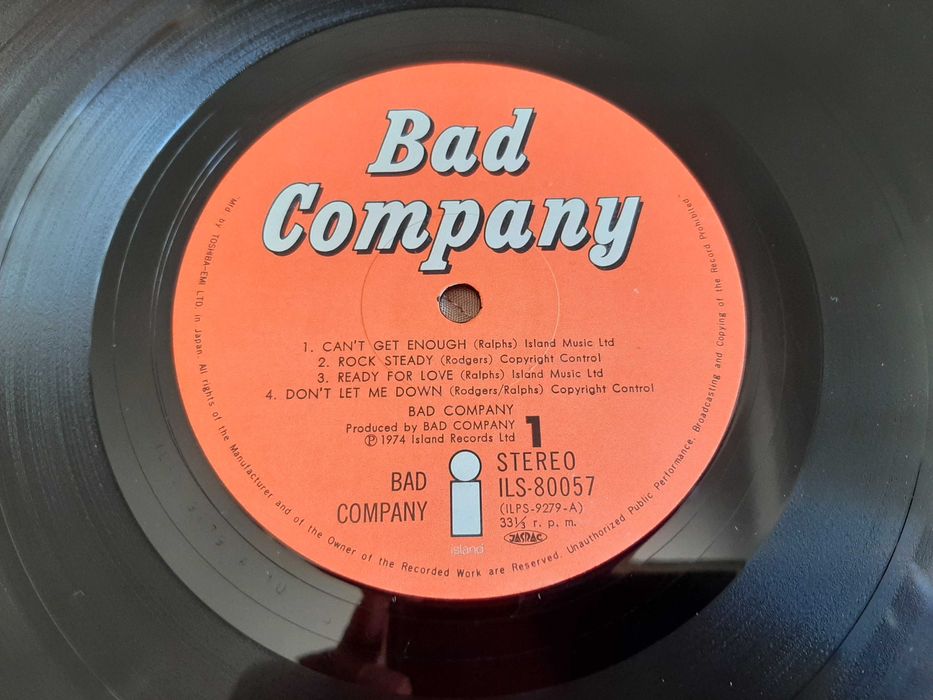 Bad
Company
1. CAN'T GET ENOUGH (Ralphs) Island Music Ltd
2. ROCK STEADY (Rodgers) Copyright Control
3. READY FOR LOVE (Ralphs) Island Music Ltd
4. DON'T LET ME DOWN (Rodgers/Ralphs) Copyright Control
BAD COMPANY
Produced by BAD COMPANY
℗ 1974 Island Records Ltd
1
BAD
COMPANY
island
STEREO
ILS-80057
(ILPS-9279-A)
33⅓ r. p. m.
JASRAC
Mfd by TOSHIBA-EMI LTD in Japan. All rights of the Manufacturer and of the Owner of the Recorded Work are Reserved. Unauthorized Public Performance, Broadcasting and Copying of the Record Prohibited